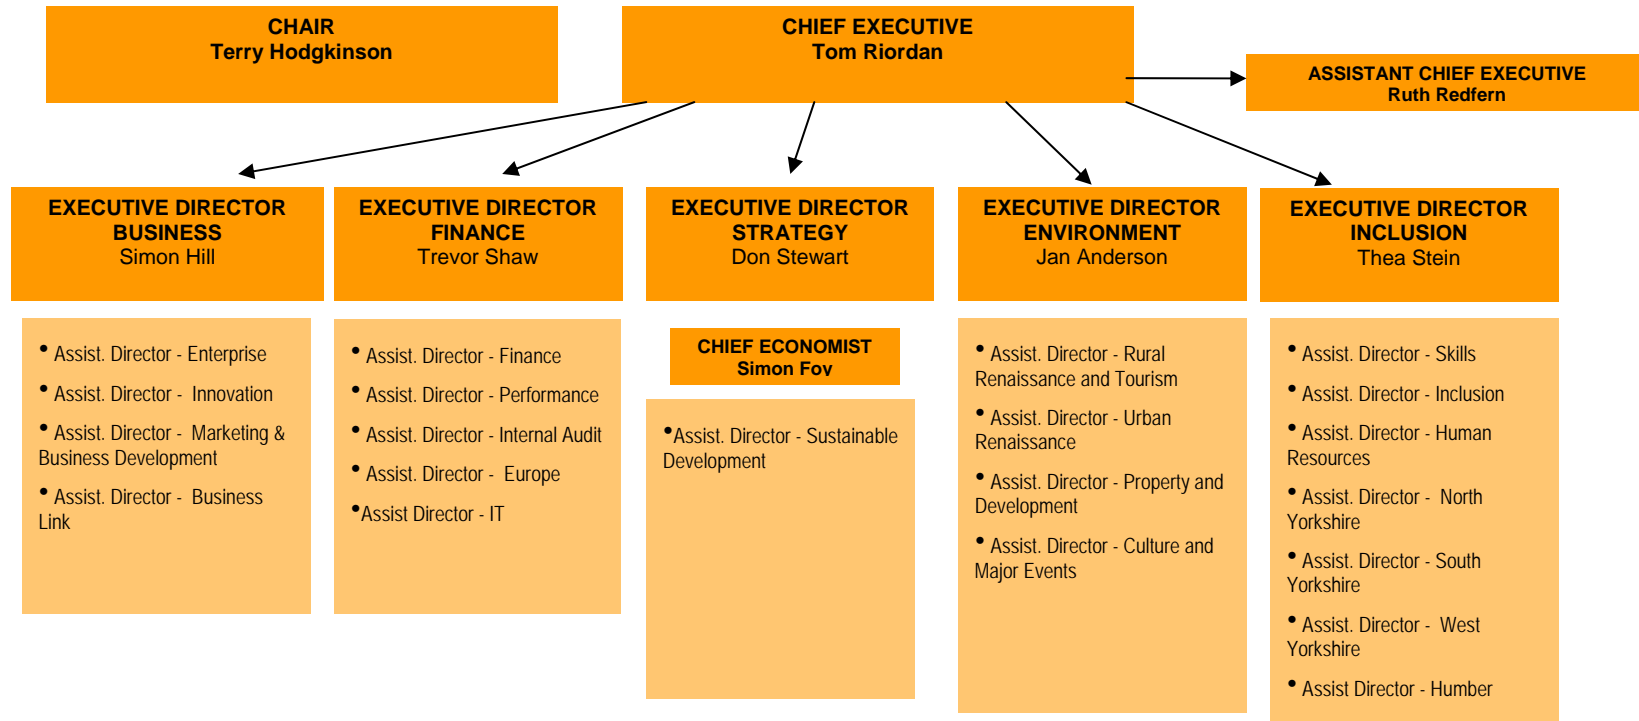 CHAIR
Terry Hodgkinson
CHIEF EXECUTIVE
Tom Riordan
ASSISTANT CHIEF EXECUTIVE
Ruth Redfern
EXECUTIVE DIRECTOR
BUSINESS
Simon Hill
EXECUTIVE DIRECTOR
FINANCE
Trevor Shaw
EXECUTIVE DIRECTOR
STRATEGY
Don Stewart
EXECUTIVE DIRECTOR
ENVIRONMENT
Jan Anderson
EXECUTIVE DIRECTOR
INCLUSION
Thea Stein
• Assist. Director - Enterprise
• Assist. Director - Innovation
• Assist. Director - Marketing &
Business Development
• Assist. Director - Business
Link
• Assist. Director - Finance
• Assist. Director - Performance
• Assist. Director - Internal Audit
• Assist. Director - Europe
•Assist Director - IT
CHIEF ECONOMIST
Simon Foy
•Assist. Director - Sustainable
Development
• Assist. Director - Rural
Renaissance and Tourism
• Assist. Director - Urban
Renaissance
• Assist. Director - Property and
Development
• Assist. Director - Culture and
Major Events
• Assist. Director - Skills
• Assist. Director - Inclusion
• Assist. Director - Human
Resources
• Assist. Director - North
Yorkshire
• Assist. Director - South
Yorkshire
• Assist. Director - West
Yorkshire
• Assist Director - Humber